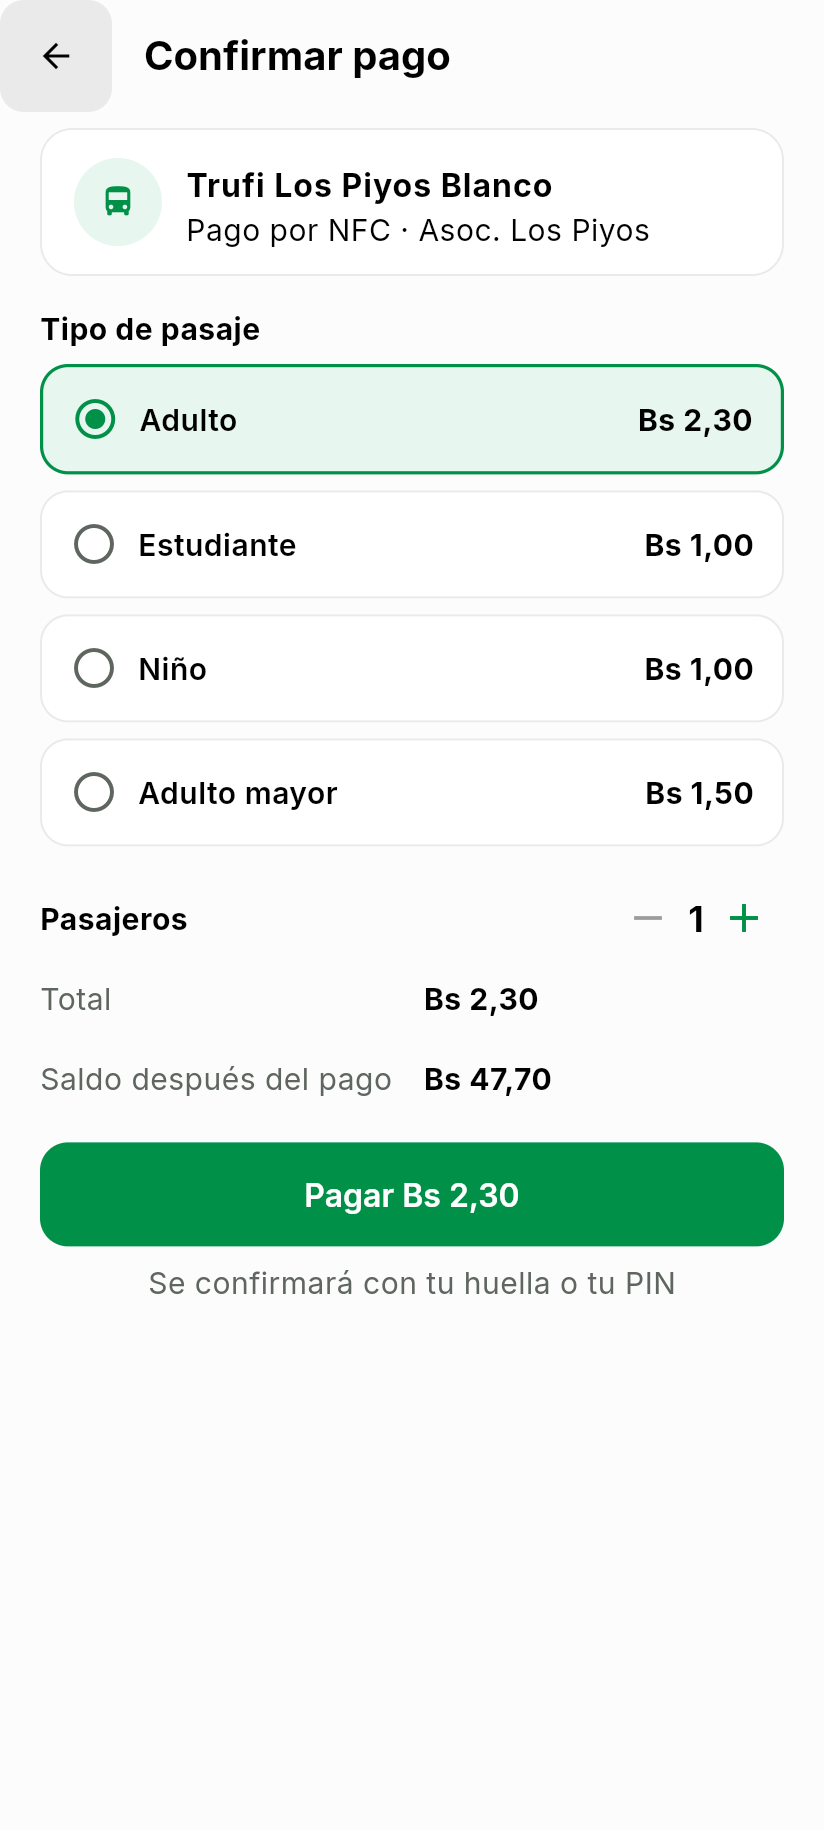 Confirmar pago
Trufi Los Piyos Blanco
Pago por NFC · Asoc. Los Piyos
Tipo de pasaje
Adulto Bs 2,30
Estudiante Bs 1,00
Niño Bs 1,00
Adulto mayor Bs 1,50
Pasajeros 1
Total Bs 2,30
Saldo después del pago Bs 47,70
Pagar Bs 2,30
Se confirmará con tu huella o tu PIN